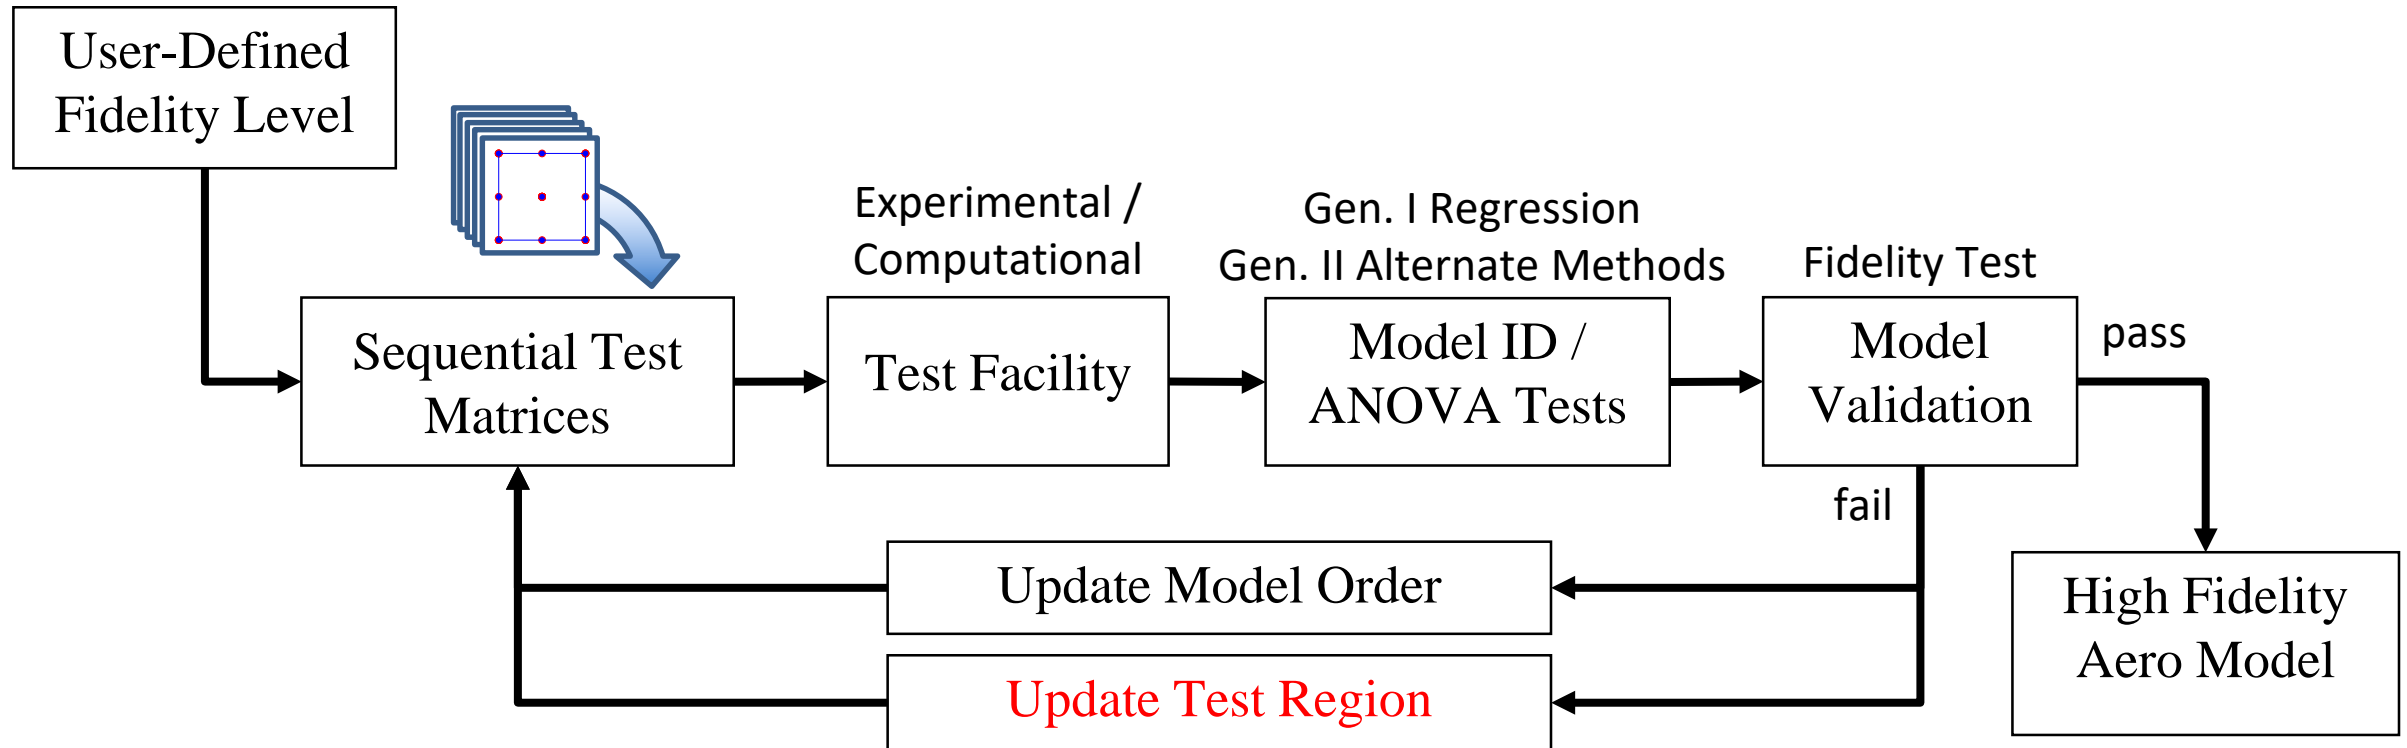 User-Defined
Fidelity Level
Experimental /
Computational
Gen. I Regression
Gen. II Alternate Methods
Fidelity Test
Sequential Test
Matrices
Test Facility
Model ID /
ANOVA Tests
Model
Validation
pass
fail
Update Model Order
Update Test Region
High Fidelity
Aero Model